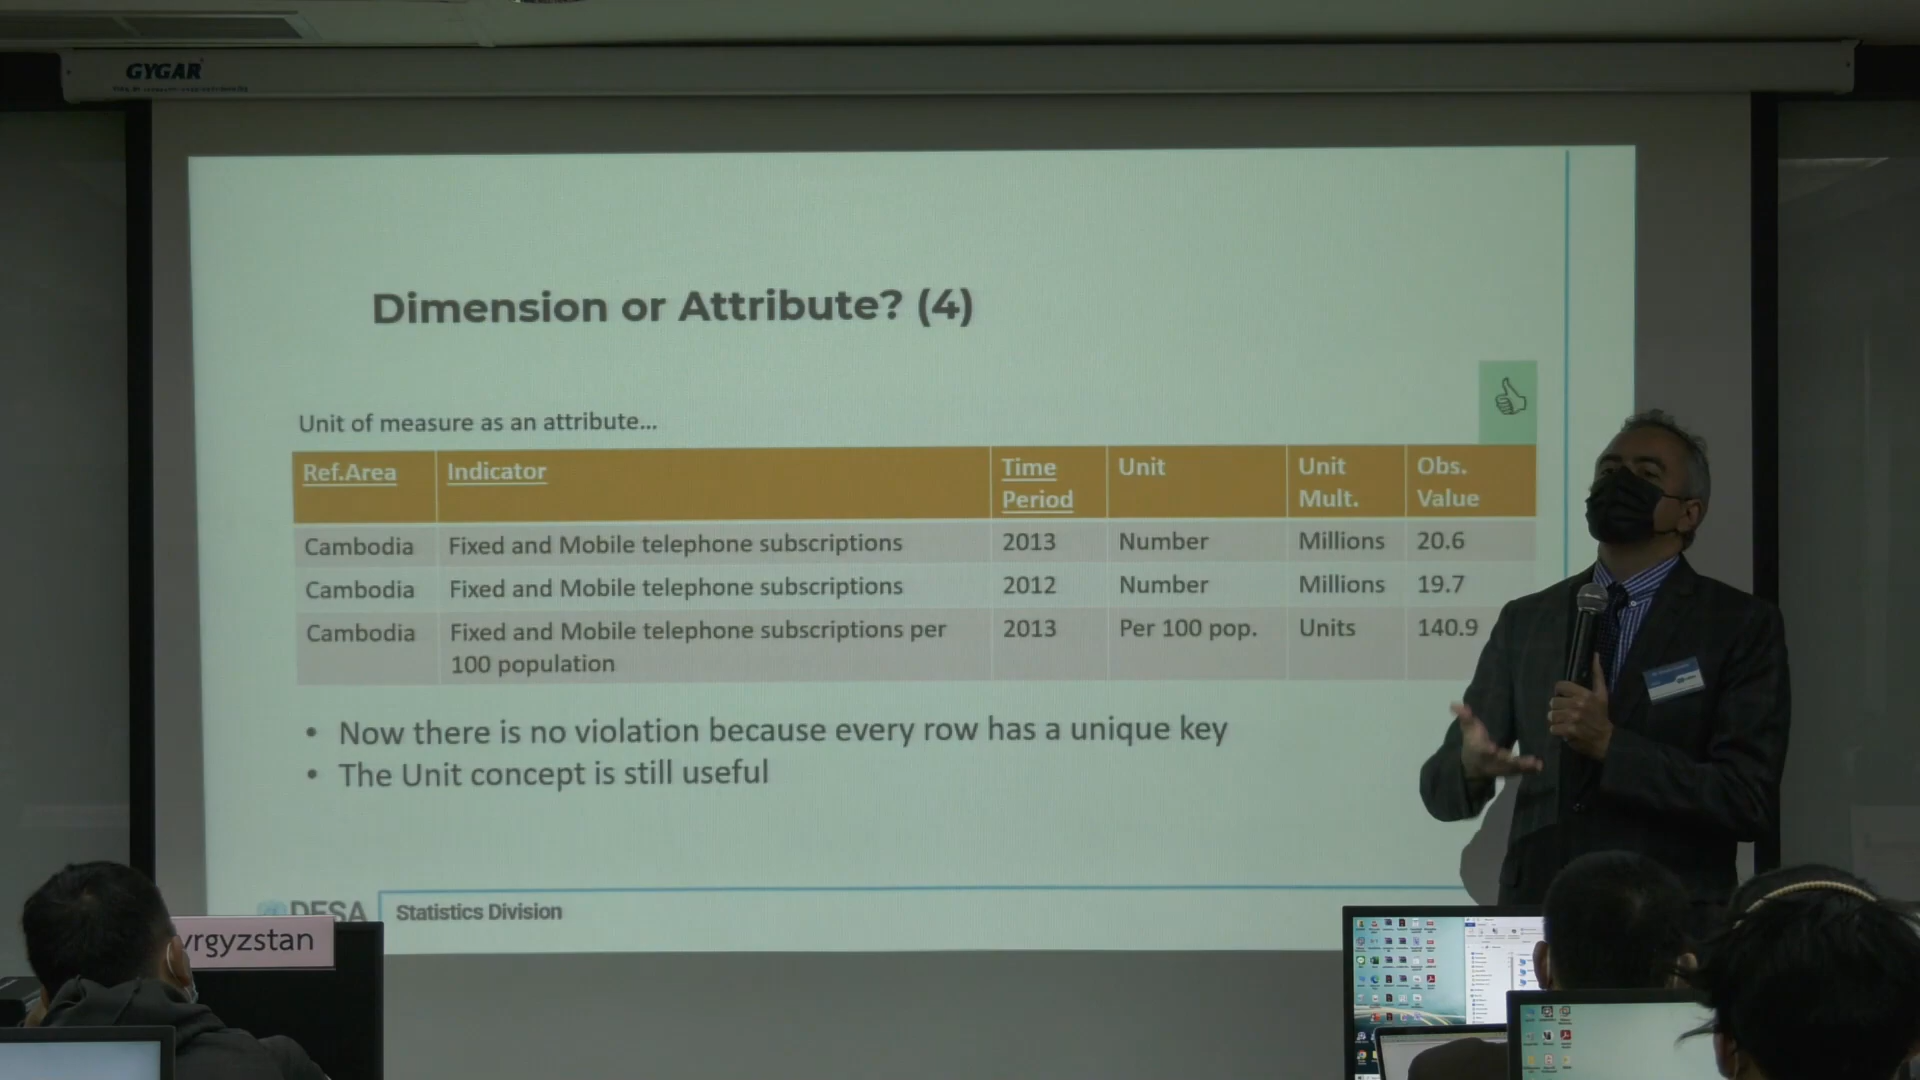 GYGAR
Dimension or Attribute? (4)
Unit of measure as an attribute...
Ref.Area Indicator Time Period Unit Unit Mult. Obs. Value
Cambodia Fixed and Mobile telephone subscriptions 2013 Number Millions 20.6
Cambodia Fixed and Mobile telephone subscriptions 2012 Number Millions 19.7
Cambodia Fixed and Mobile telephone subscriptions per 100 population 2013 Per 100 pop. Units 140.9
• Now there is no violation because every row has a unique key
• The Unit concept is still useful
DESA Statistics Division
yrgyzstan